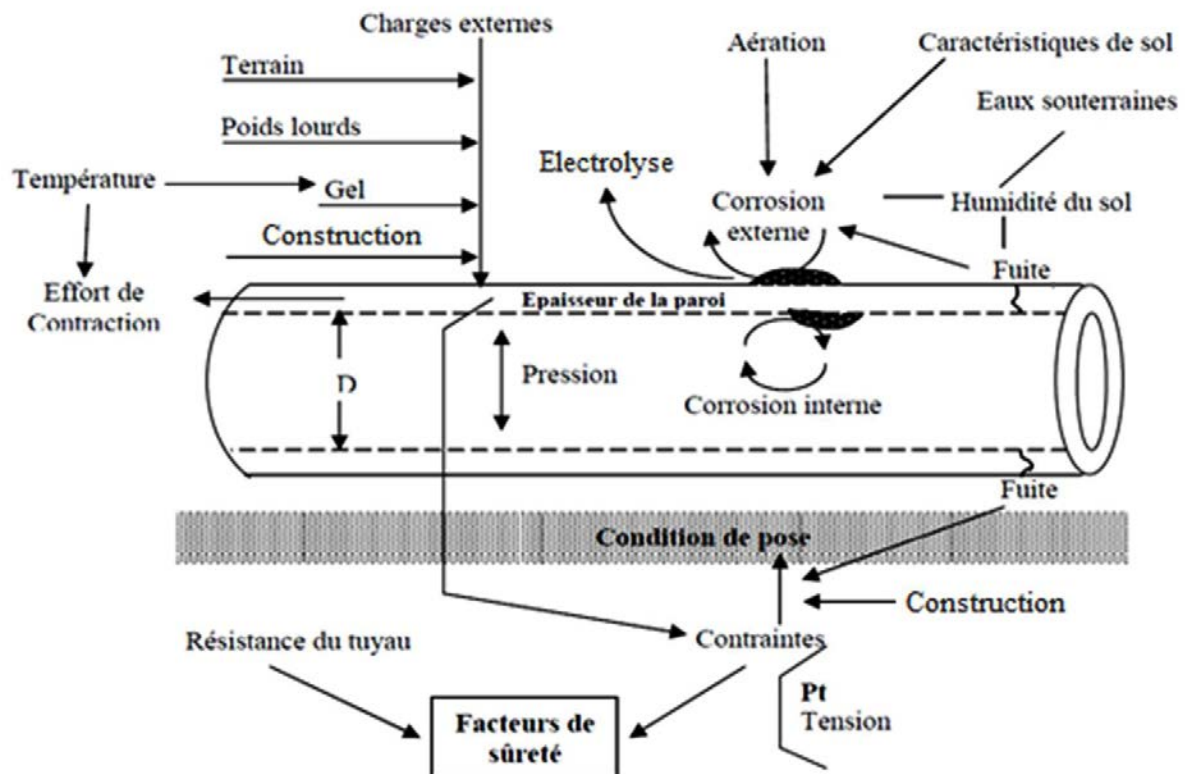 Charges externes
Aération
Caractéristiques de sol
Terrain
Eaux souterraines
Poids lourds
Electrolyse
Température
Gel
Corrosion
externe
Humidité du sol
Construction
Fuite
Effort de
Contraction
Epaisseur de la paroi
D
Pression
Corrosion interne
Fuite
Condition de pose
Construction
Résistance du tuyau
Contraintes
Pt
Tension
Facteurs de
sûreté